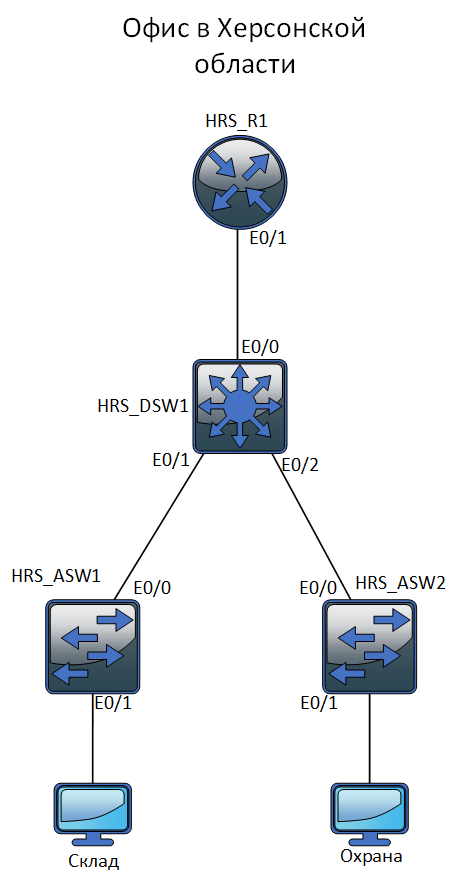 Офис в Херсонской
области
HRS_R1
E0/1
E0/0
HRS_DSW1
E0/1
E0/2
HRS_ASW1
E0/0
E0/0
HRS_ASW2
E0/1
E0/1
Склад
Охрана